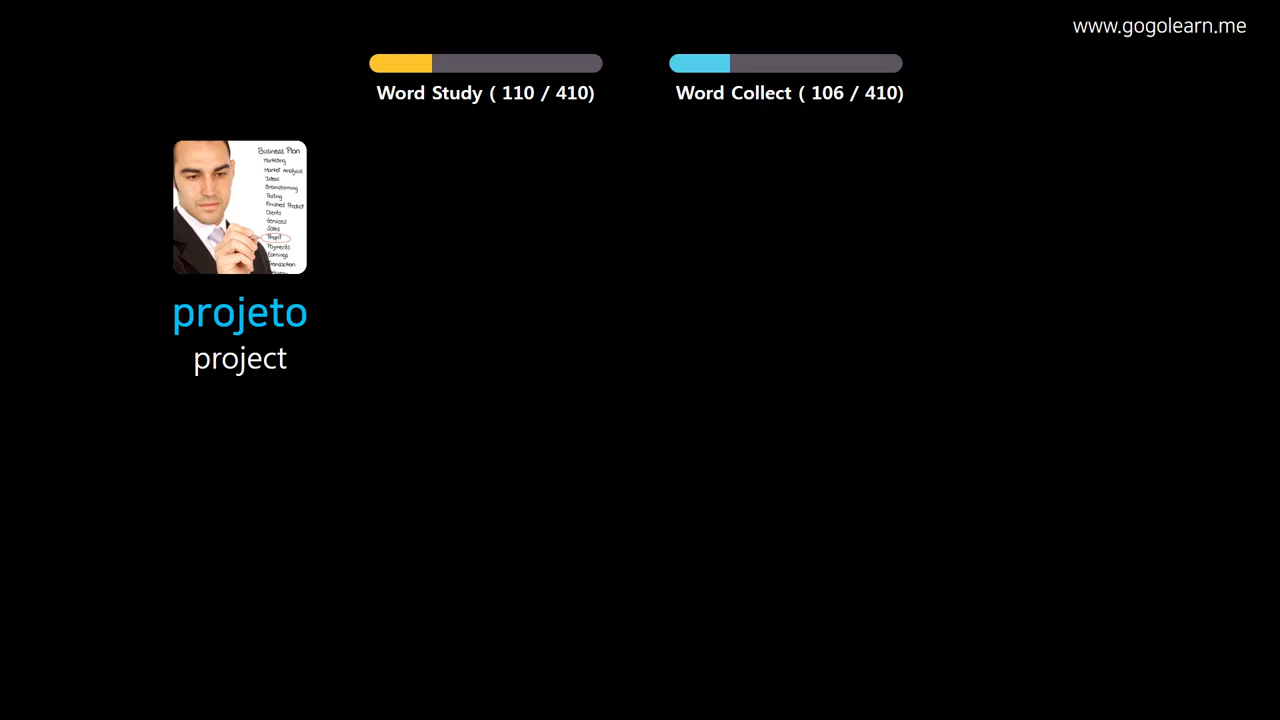 www.gogolearn.me
Word Study ( 110 / 410)
Word Collect ( 106 / 410)
Business Plan
Marketing
Market Analysis
Ideas
Brainstorming
Testing
Finished Product
Clients
Services
Sales
Profit
Payments
Earnings
projeto
project